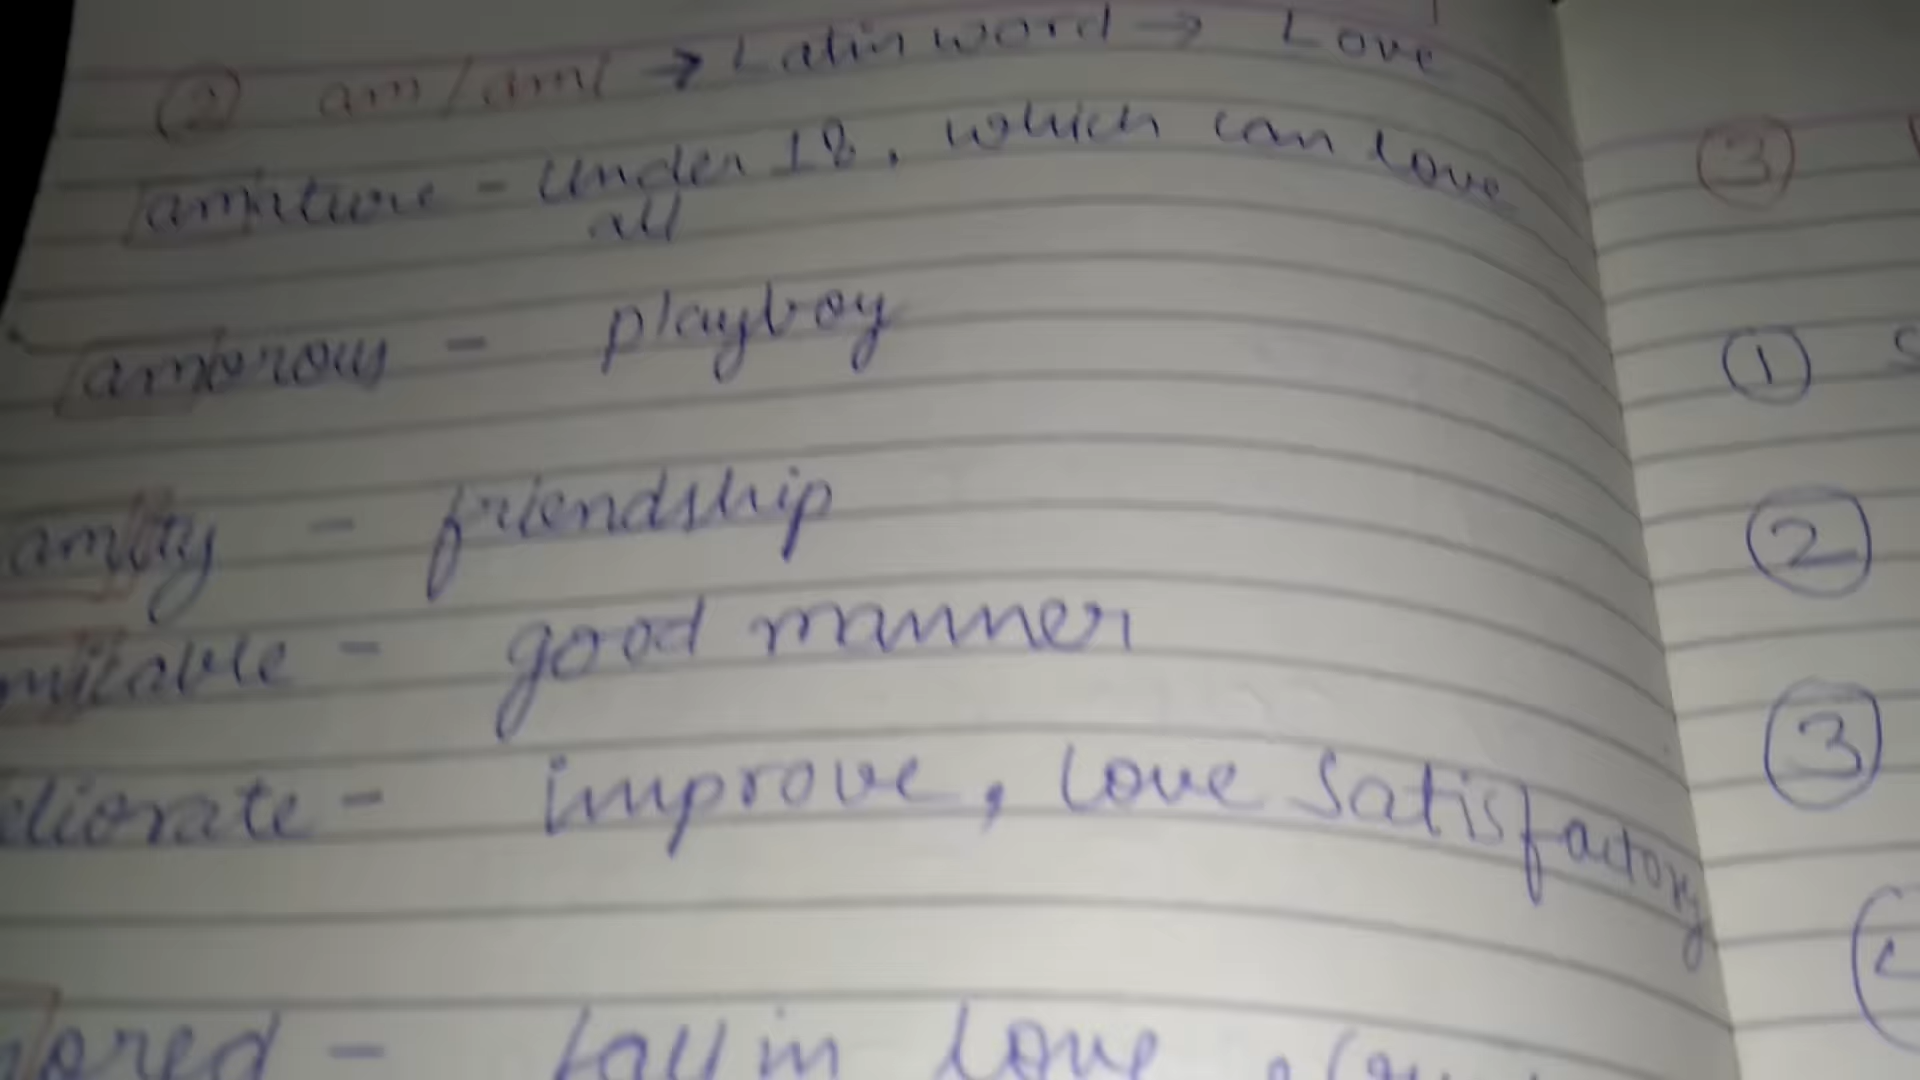 ② am/ami → Latin word → Love
amature - Under 18, which can love
all
amorous - playboy
amity - friendship
mitable - good manner
eliorate - improve, love satisfactory
ored - fall in love
③
①
②
③